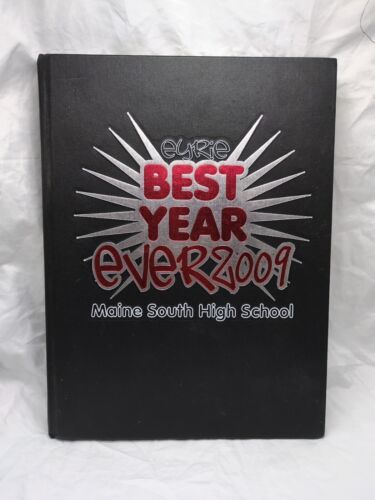 eyrie
BEST
YEAR
ever2009
Maine South High School